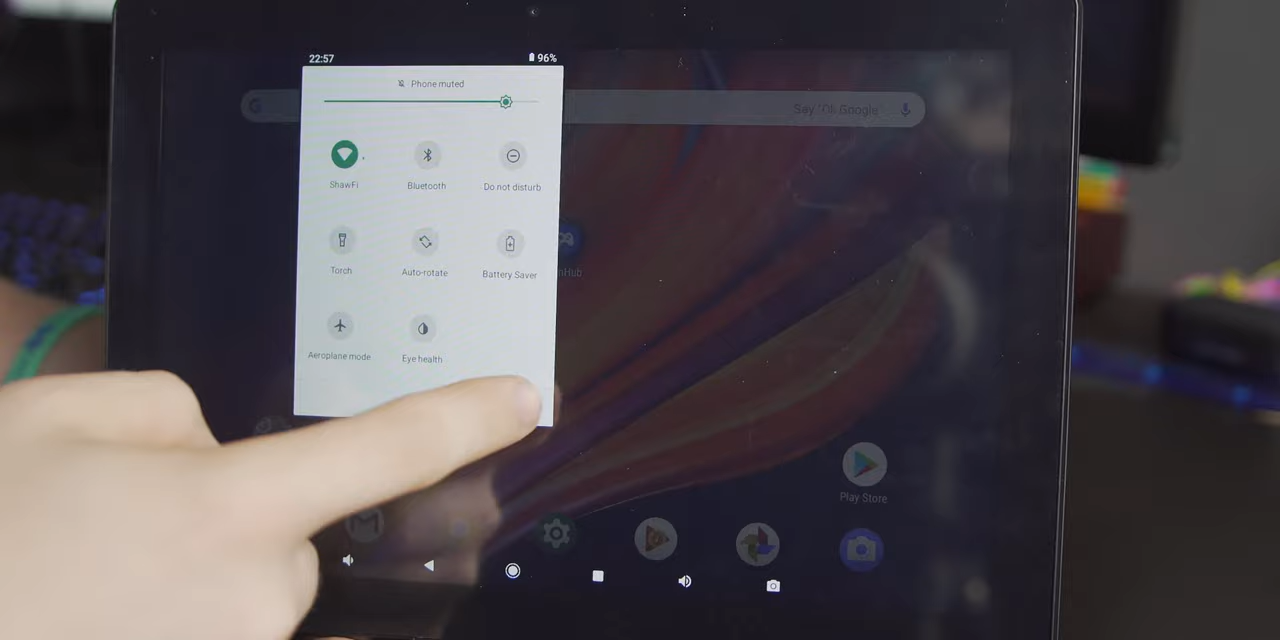 22:57
96%
Phone muted
Say "Ok Google"
ShawFi
Bluetooth
Do not disturb
Torch
Auto-rotate
Battery Saver
nHub
Aeroplane mode
Eye health
Play Store